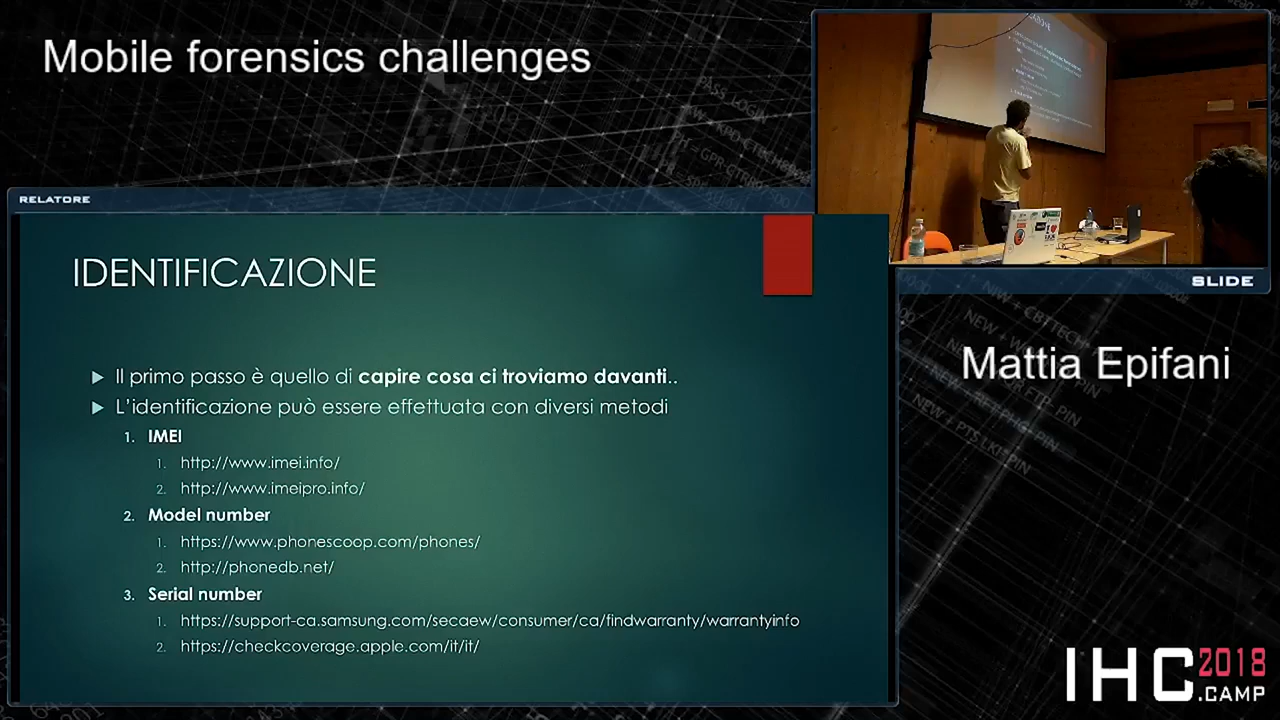 Mobile forensics challenges
RELATORE
IDENTIFICAZIONE
Il primo passo è quello di capire cosa ci troviamo davanti..
L'identificazione può essere effettuata con diversi metodi
1. IMEI
1. http://www.imei.info/
2. http://www.imeipro.info/
2. Model number
1. https://www.phonescoop.com/phones/
2. http://phonedb.net/
3. Serial number
1. https://support-ca.samsung.com/secaew/consumer/ca/findwarranty/warrantyinfo
2. https://checkcoverage.apple.com/it/it/
SLIDE
Mattia Epifani
IHC 2018
.CAMP